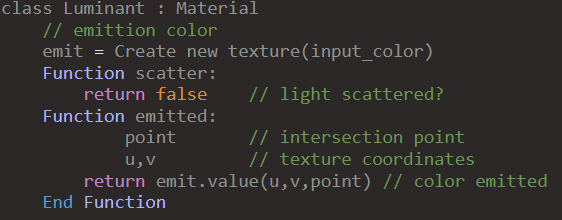 class Luminant : Material
    // emittion color
    emit = Create new texture(input_color)
    Function scatter:
        return false    // light scattered?
    Function emitted:
            point       // intersection point
            u,v         // texture coordinates
        return emit.value(u,v,point) // color emitted
    End Function